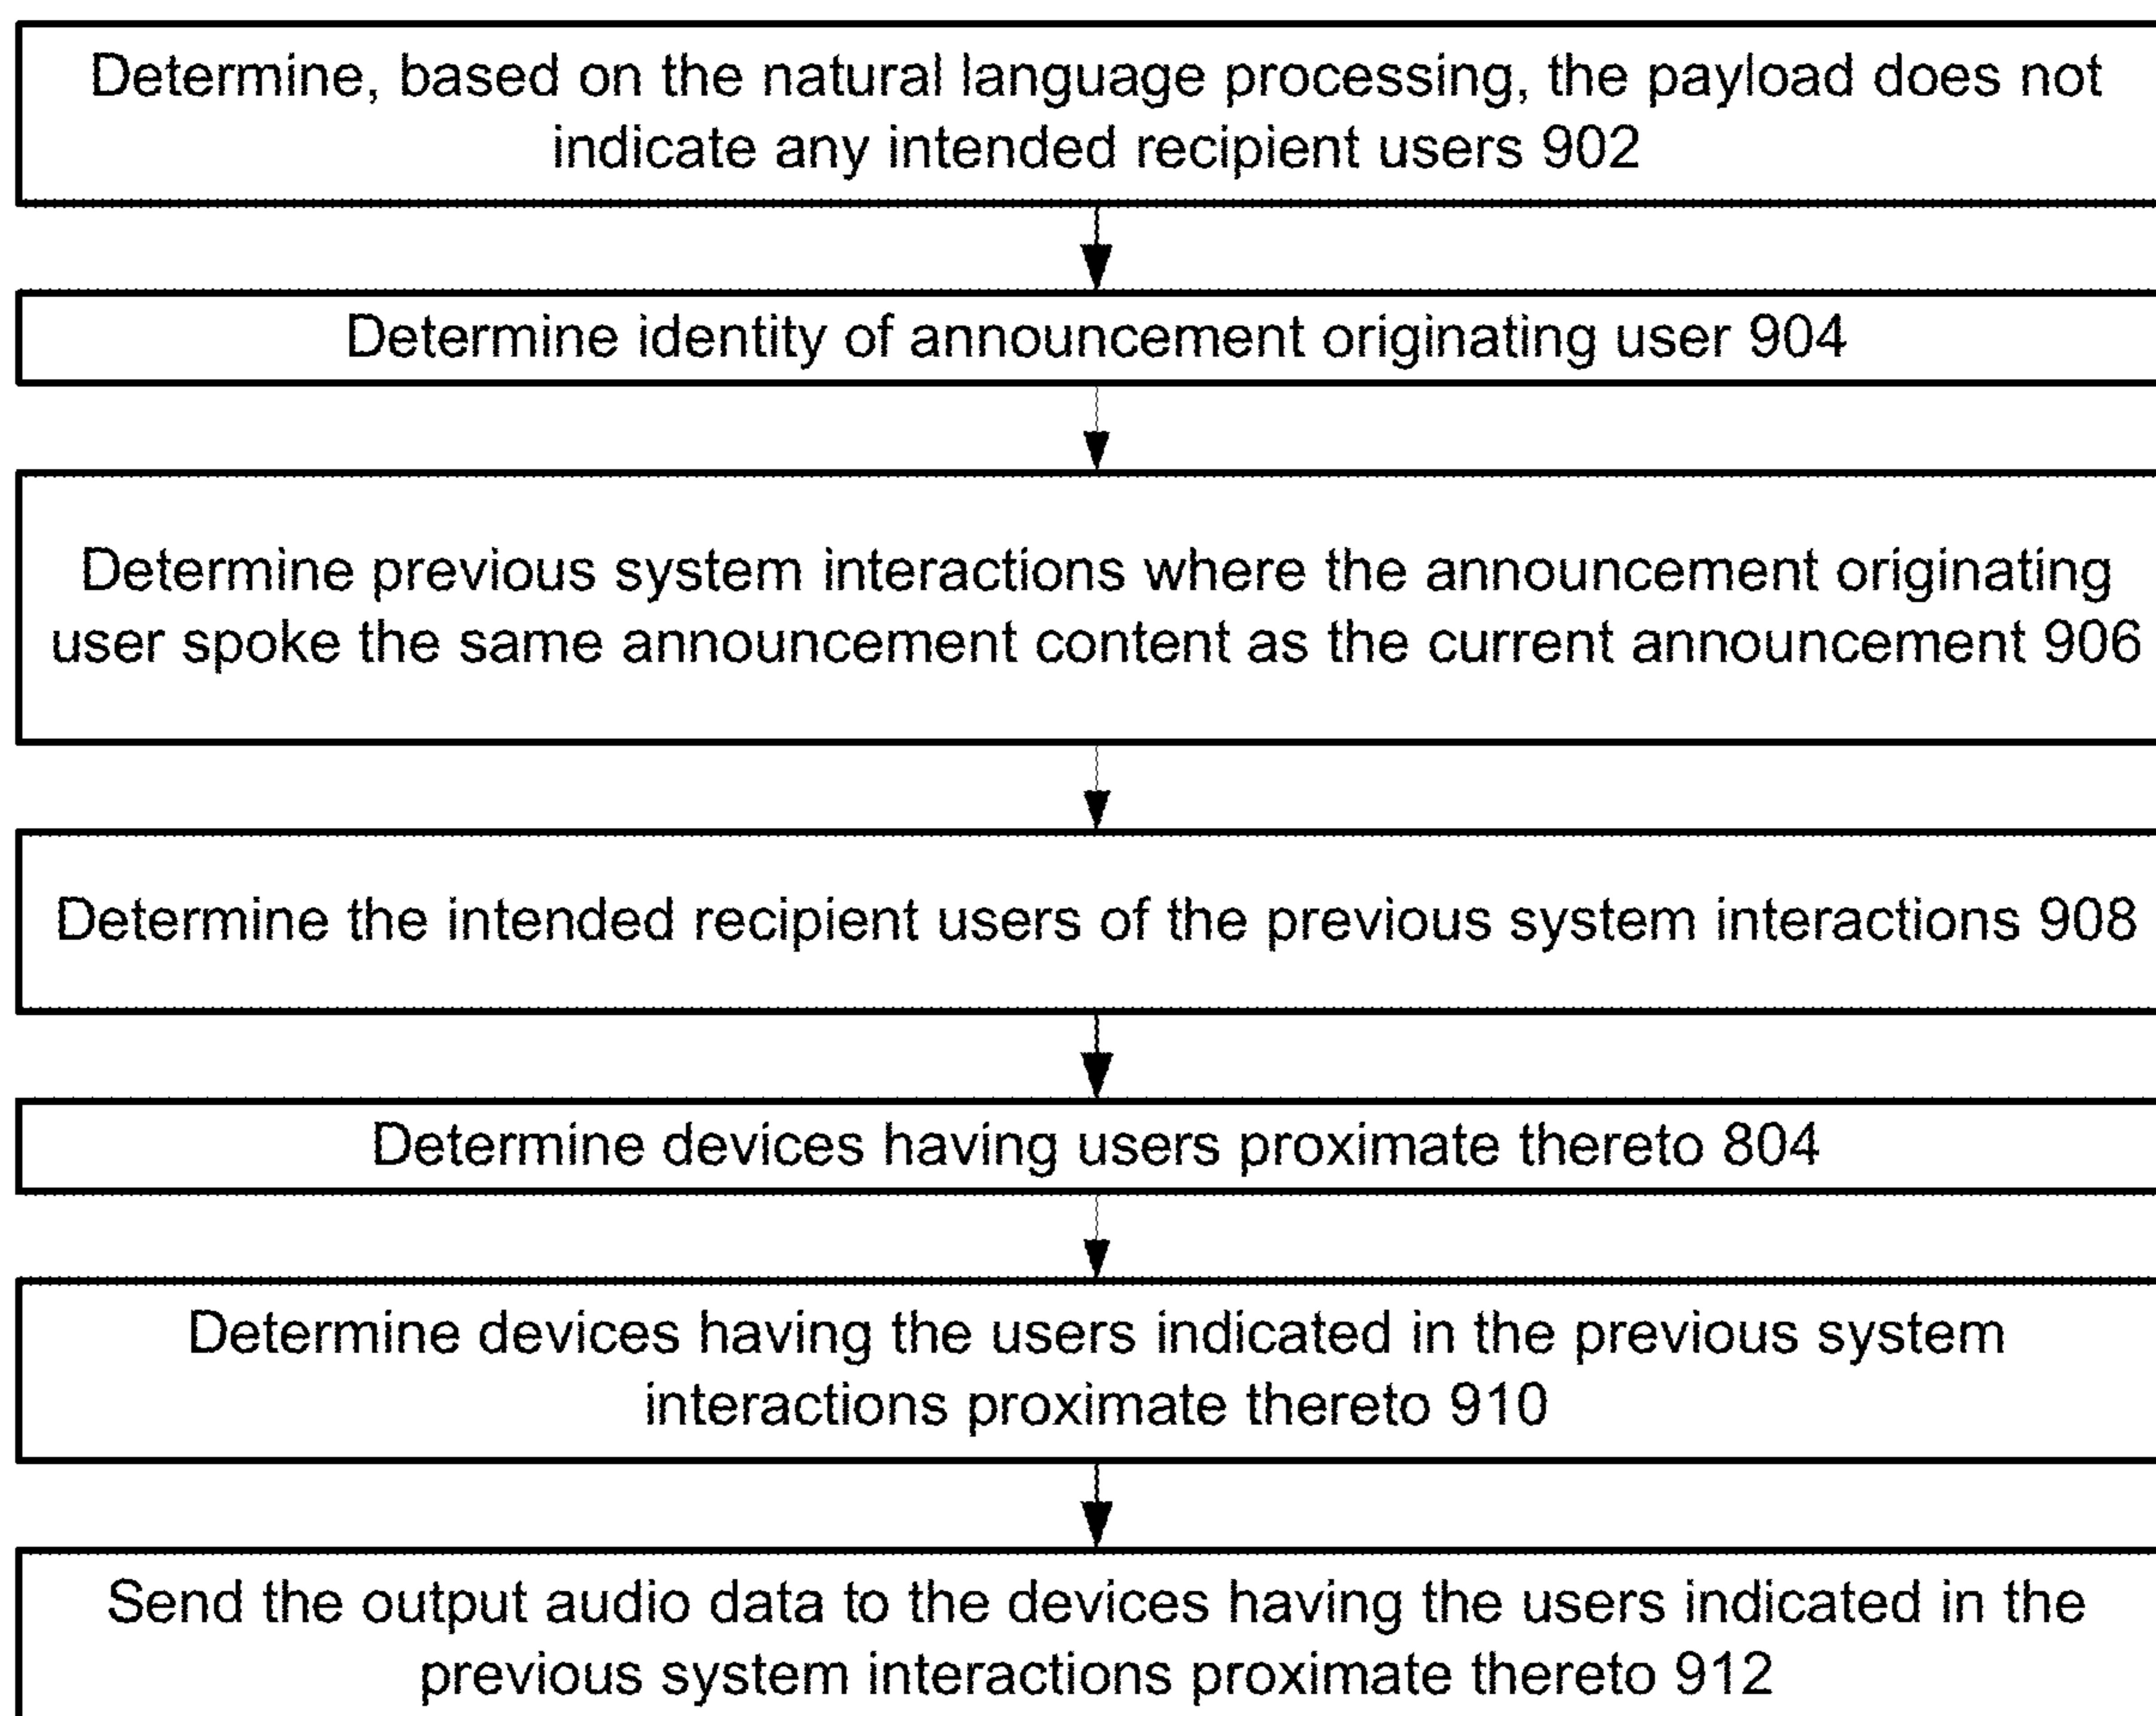 Determine, based on the natural language processing, the payload does not
indicate any intended recipient users 902
Determine identity of announcement originating user 904
Determine previous system interactions where the announcement originating
user spoke the same announcement content as the current announcement 906
Determine the intended recipient users of the previous system interactions 908
Determine devices having users proximate thereto 804
Determine devices having the users indicated in the previous system
interactions proximate thereto 910
Send the output audio data to the devices having the users indicated in the
previous system interactions proximate thereto 912